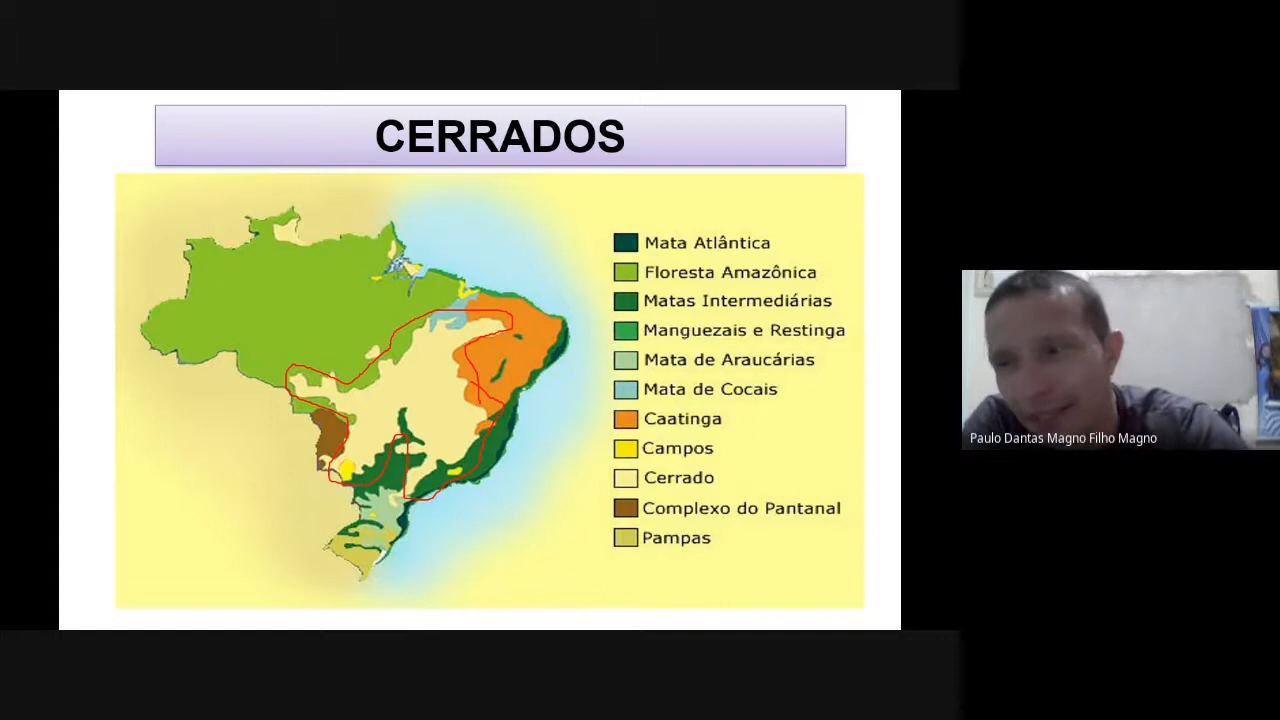 CERRADOS
Mata Atlântica
Floresta Amazônica
Matas Intermediárias
Manguezais e Restinga
Mata de Araucárias
Mata de Cocais
Caatinga
Campos
Cerrado
Complexo do Pantanal
Pampas
Paulo Dantas Magno Filho Magno